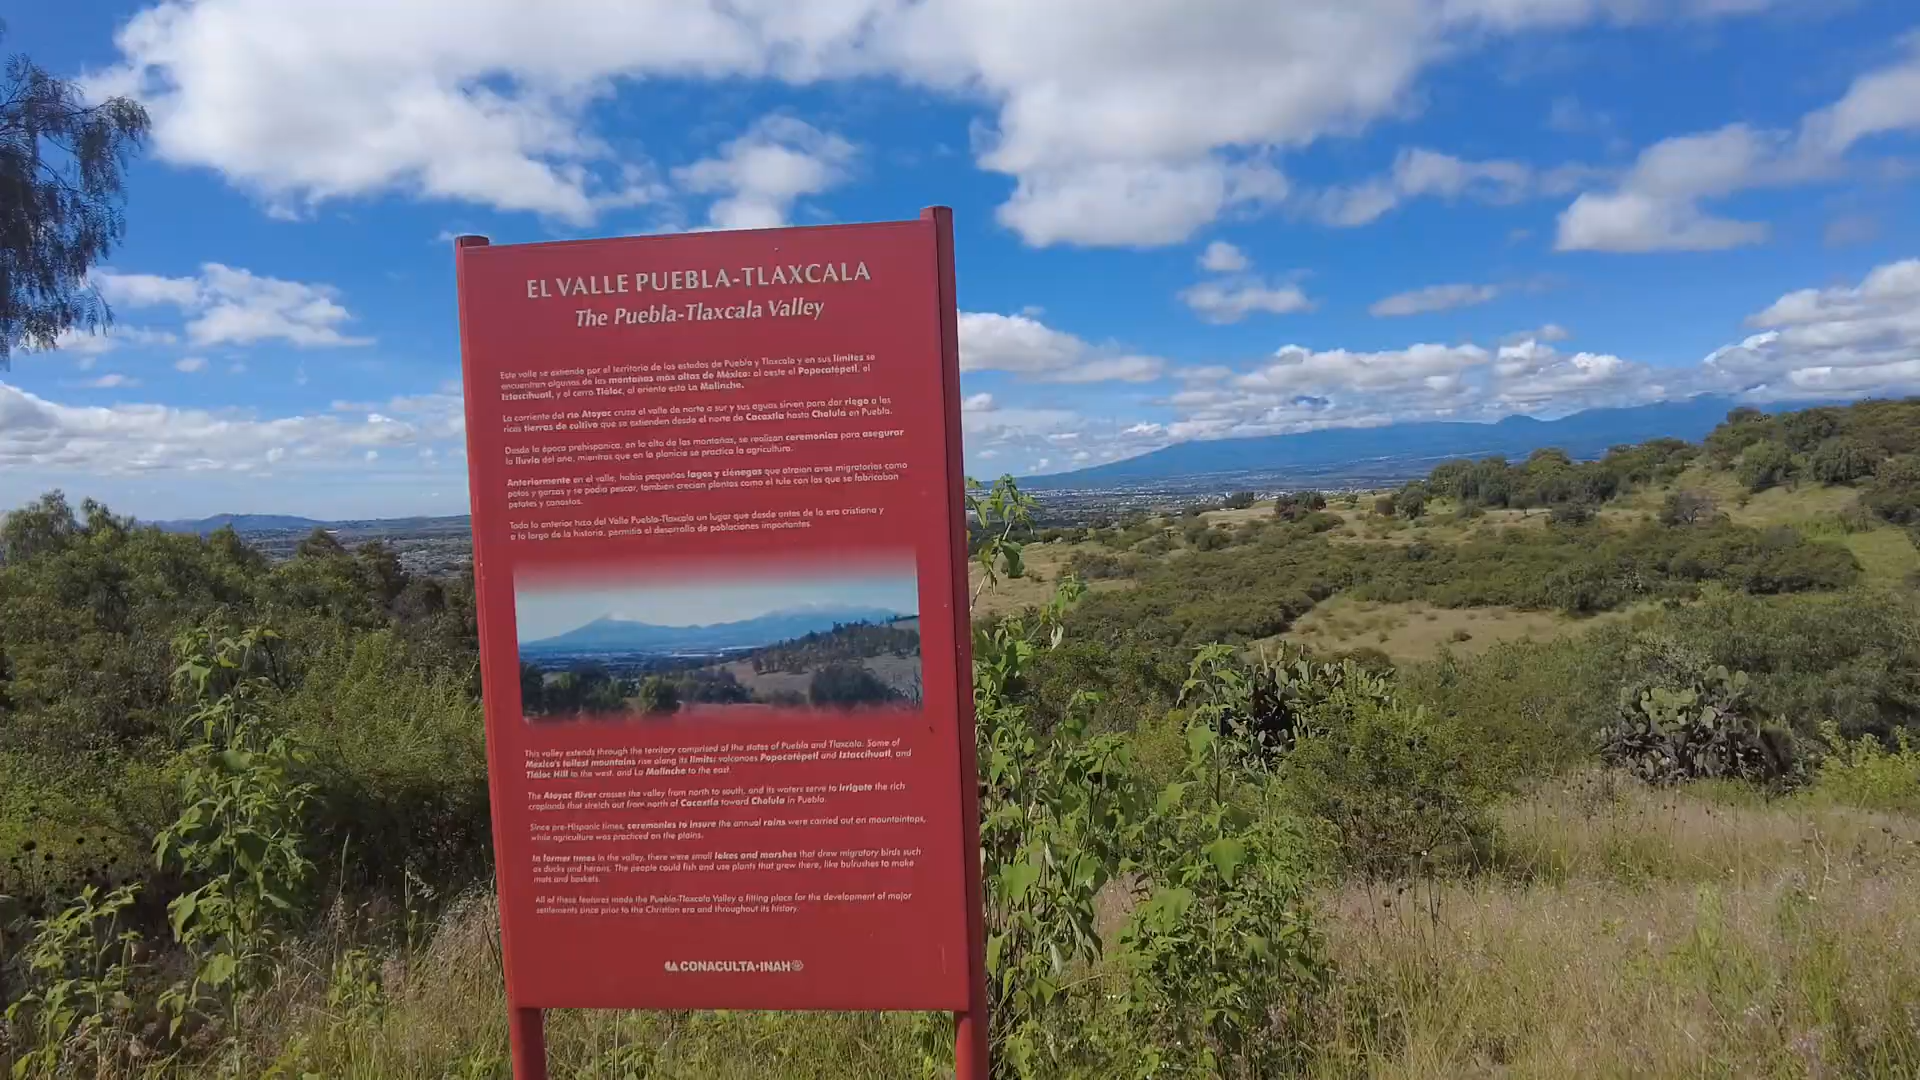 EL VALLE PUEBLA-TLAXCALA
The Puebla-Tlaxcala Valley
Este valle se extiende por el territorio de los estados de Puebla y Tlaxcala y en sus límites se
encuentran algunas de las montañas más altas de México: al oeste el Popocatépetl, el
Iztaccíhuatl, y el cerro Tláloc, al oriente está La Malinche.
La corriente del río Atoyac cruza el valle de norte a sur y sus aguas sirven para dar riego a las
ricas tierras de cultivo que se extienden desde el norte de Cacaxtla hasta Cholula en Puebla.
Desde la época prehispánica, en lo alto de las montañas, se realizan ceremonias para asegurar
la lluvia del año, mientras que en la planicie se practica la agricultura.
Anteriormente en el valle, había pequeños lagos y ciénegas que atraían aves migratorias como
patos y garzas y se podía pescar, también crecían plantas como el tule con las que se fabricaban
petates y canastas.
Todo lo anterior hizo del Valle Puebla-Tlaxcala un lugar que desde antes de la era cristiana y
a lo largo de la historia, permitió el desarrollo de poblaciones importantes.
This valley extends through the territory comprised of the states of Puebla and Tlaxcala. Some of
Mexico's tallest mountains rise along its limits: volcanoes Popocatépetl and Iztaccíhuatl, and
Tláloc Hill to the west, and La Malinche to the east.
The Atoyac River crosses the valley from north to south, and its waters serve to irrigate the rich
croplands that stretch out from north of Cacaxtla toward Cholula in Puebla.
Since pre-Hispanic times, ceremonies to insure the annual rains were carried out on mountaintops,
while agriculture was practiced on the plains.
In former times in the valley, there were small lakes and marshes that drew migratory birds such
as ducks and herons. The people could fish and use plants that grew there, like bulrushes to make
mats and baskets.
All of these features made the Puebla-Tlaxcala Valley a fitting place for the development of major
settlements since prior to the Christian era and throughout its history.
CONACULTA·INAH